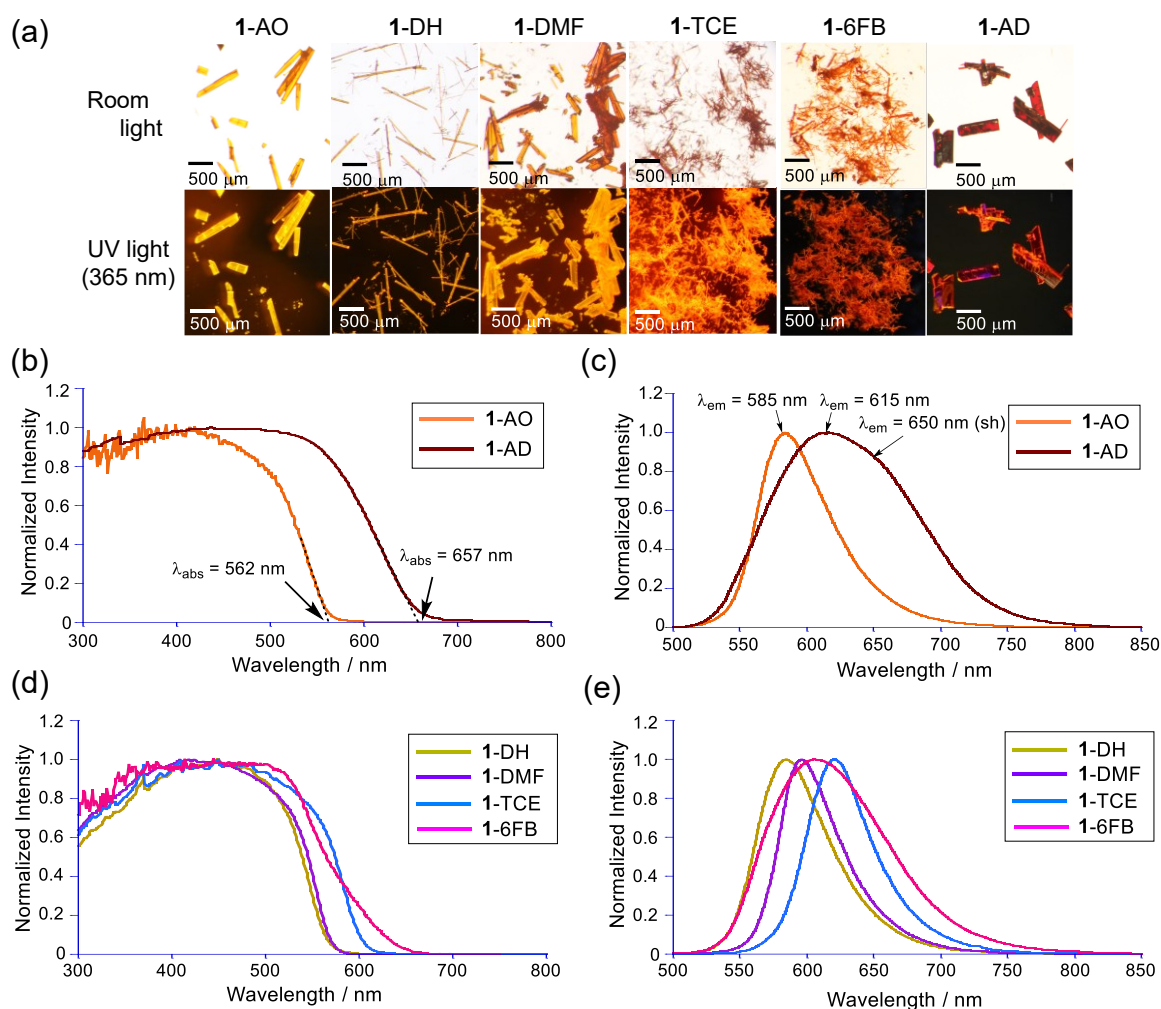 (a)
1-AO 1-DH 1-DMF 1-TCE 1-6FB 1-AD
Room
light
500 μm 500 μm 500 μm 500 μm 500 μm 500 μm
UV light
(365 nm)
500 μm 500 μm 500 μm 500 μm 500 μm 500 μm
(b)
Normalized Intensity
1.2
1.0
0.8
0.6
0.4
0.2
0
300 400 500 600 700 800
Wavelength / nm
1-AO
1-AD
λabs = 562 nm
λabs = 657 nm
(c)
Normalized Intensity
1.2
1.0
0.8
0.6
0.4
0.2
0
500 550 600 650 700 750 800 850
Wavelength / nm
λem = 585 nm
λem = 615 nm
λem = 650 nm (sh)
1-AO
1-AD
(d)
Normalized Intensity
1.2
1.0
0.8
0.6
0.4
0.2
0
300 400 500 600 700 800
Wavelength / nm
1-DH
1-DMF
1-TCE
1-6FB
(e)
Normalized Intensity
1.2
1.0
0.8
0.6
0.4
0.2
0
500 550 600 650 700 750 800 850
Wavelength / nm
1-DH
1-DMF
1-TCE
1-6FB